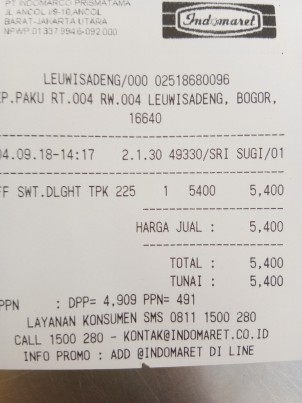 PT INDOMARCO PRISMATAMA
JL.ANCOL I/9-10,ANCOL
BARAT-JAKARTA UTARA
NPWP:01.337.994.6-092.000
Indomaret
LEUWISADENG/000 02518680096
KP.PAKU RT.004 RW.004 LEUWISADENG, BOGOR,
16640
04.09.18-14:17 2.1.30 49330/SRI SUGI/01
FF SWT.DLGHT TPK 225 1 5400 5,400
HARGA JUAL : 5,400
TOTAL : 5,400
TUNAI : 5,400
PPN : DPP= 4,909 PPN= 491
LAYANAN KONSUMEN SMS 0811 1500 280
CALL 1500 280 - KONTAK@INDOMARET.CO.ID
INFO PROMO : ADD @INDOMARET DI LINE